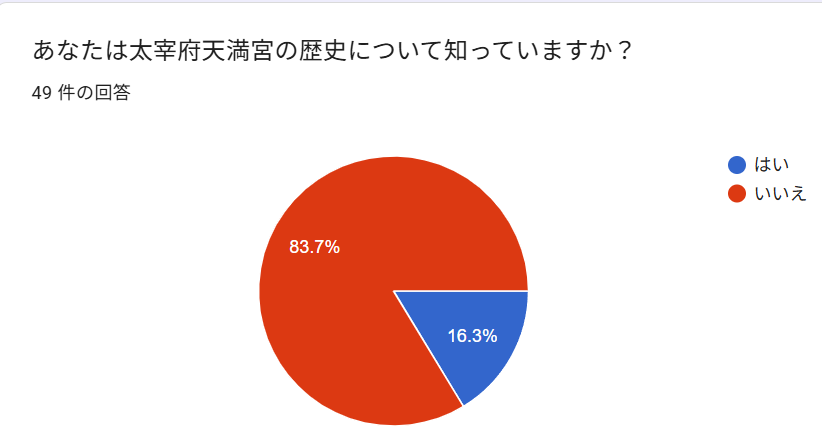 あなたは太宰府天満宮の歴史について知っていますか？
49 件の回答
はい
いいえ
83.7%
16.3%